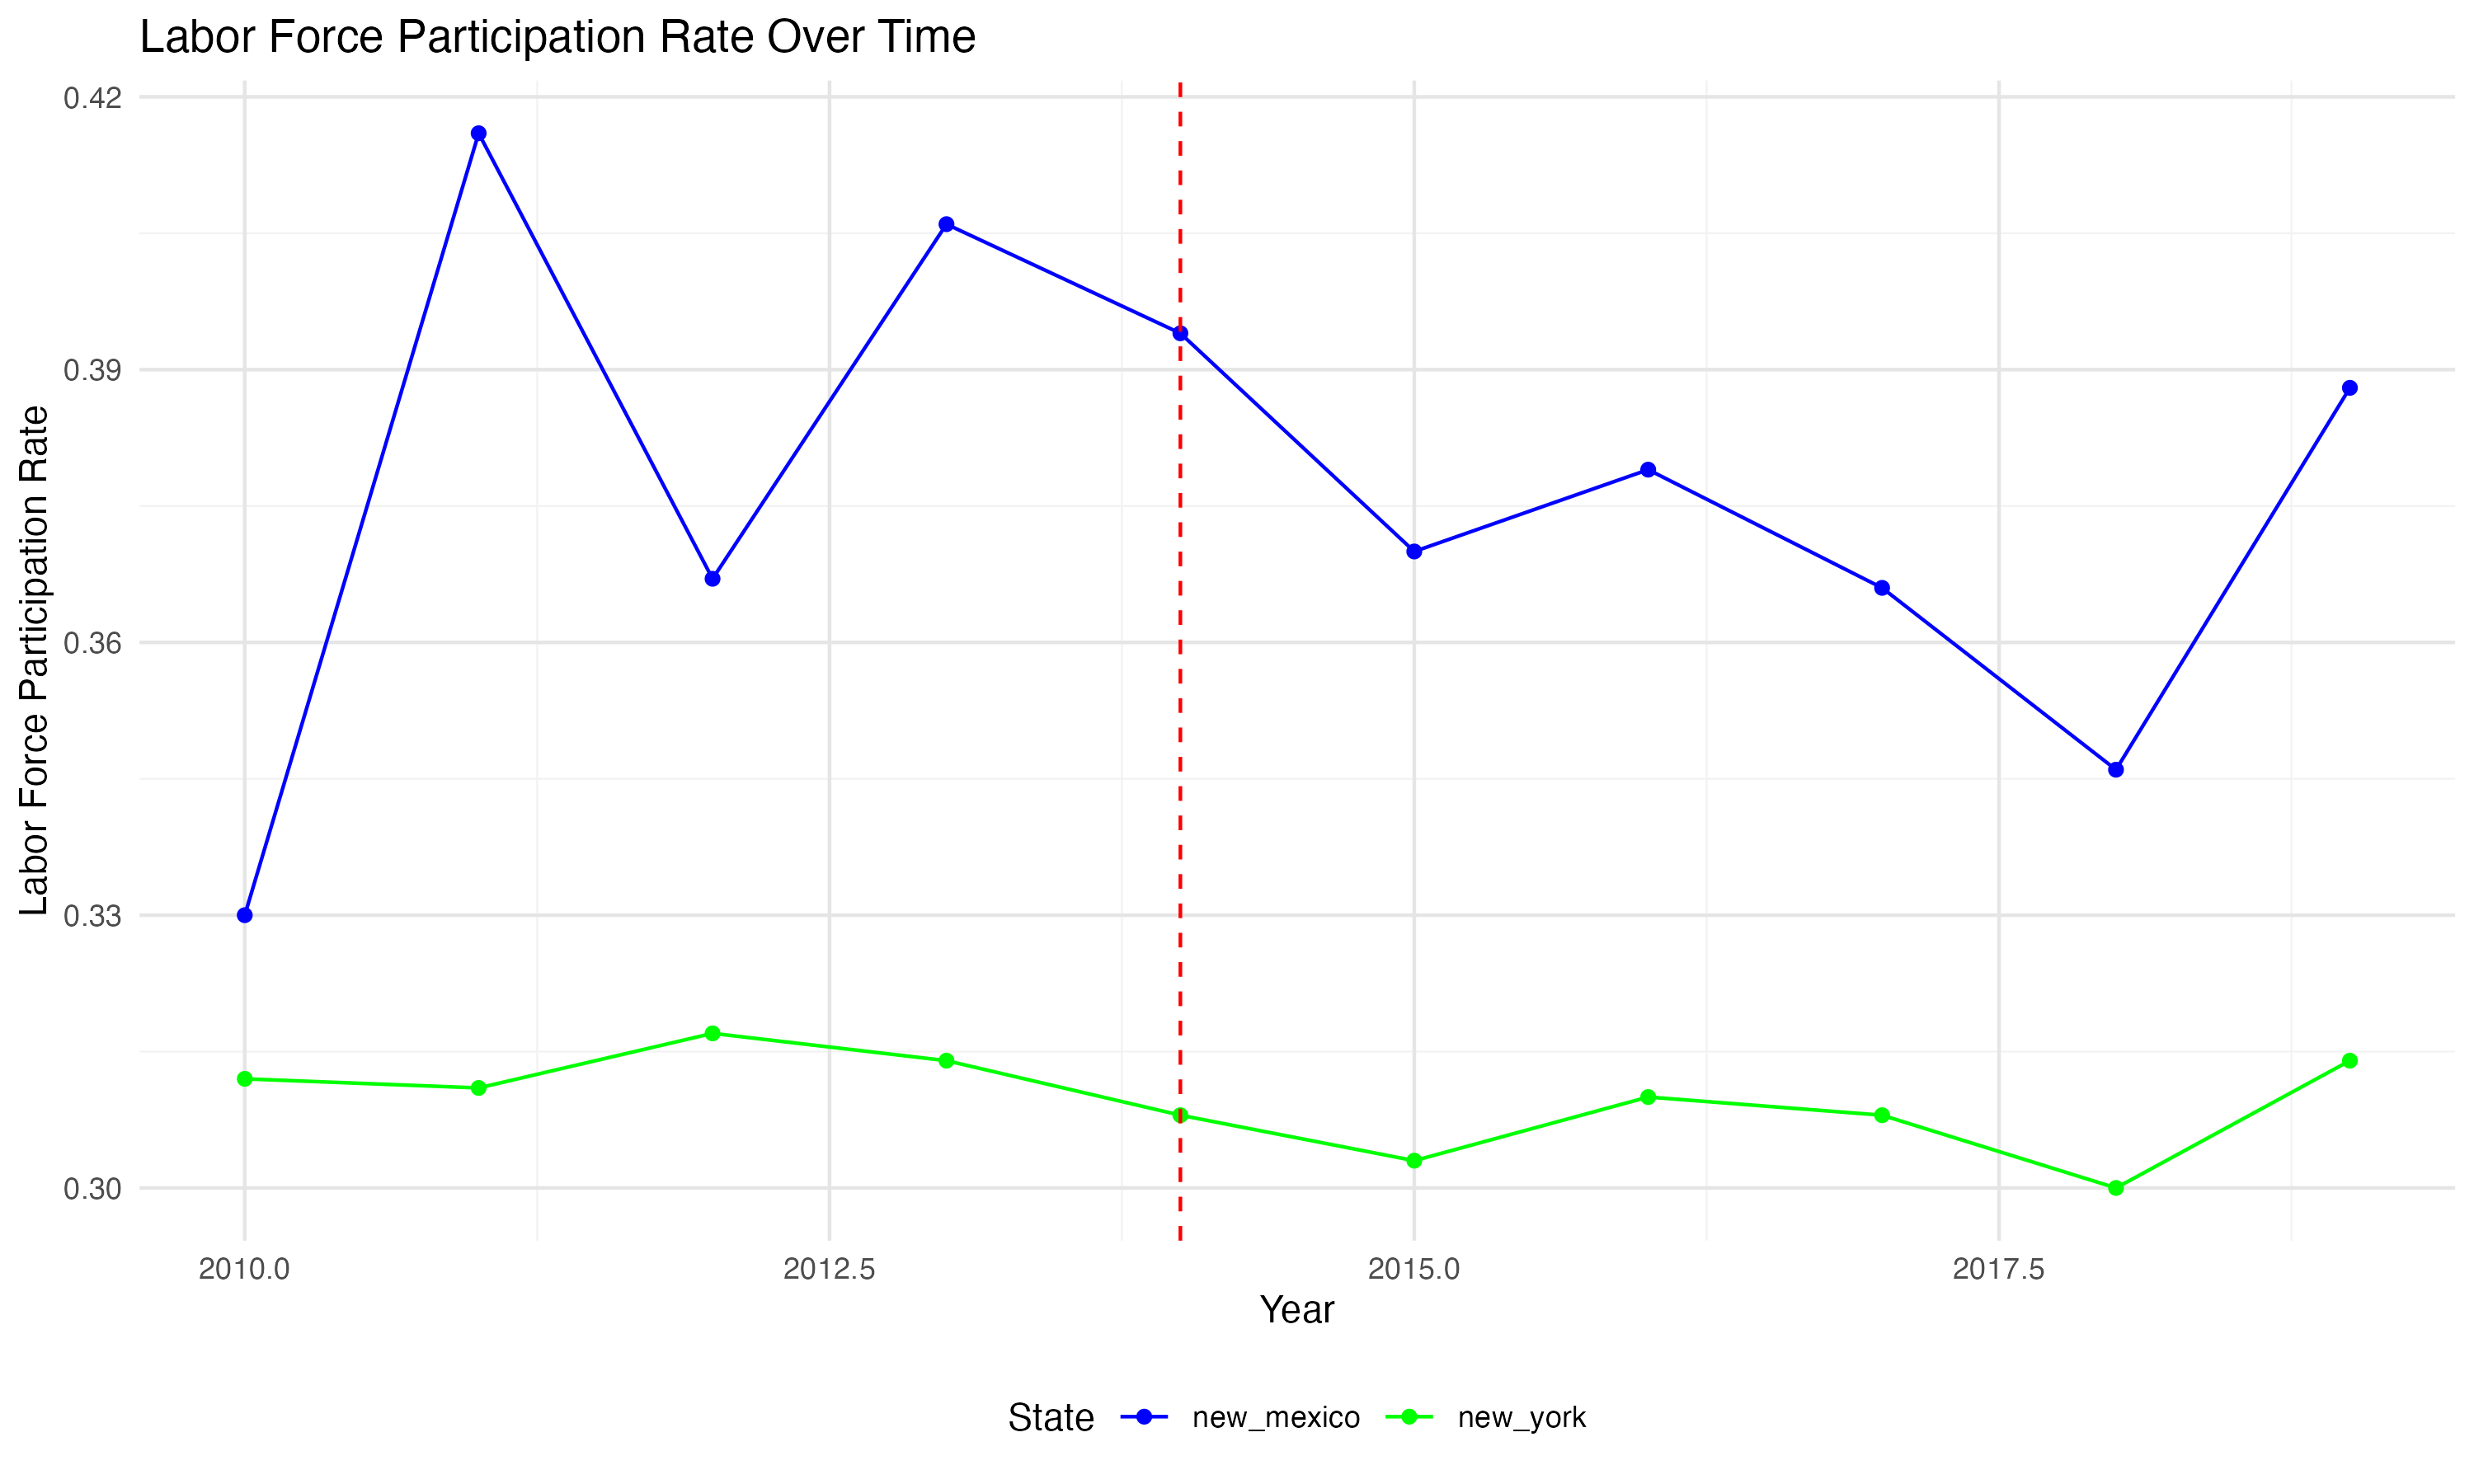 Labor Force Participation Rate Over Time
Labor Force Participation Rate
0.42
0.39
0.36
0.33
0.30
2010.0 2012.5 2015.0 2017.5
Year
State new_mexico new_york